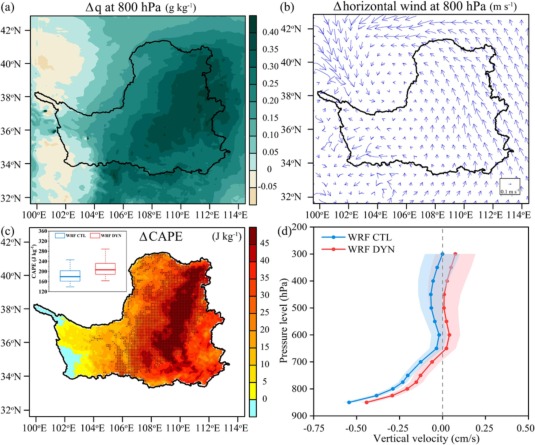 (a) Δq at 800 hPa (g kg⁻¹)
42°N
40°N
38°N
36°N
34°N
32°N
100°E 102°E 104°E 106°E 108°E 110°E 112°E 114°E
0.40
0.35
0.30
0.25
0.20
0.15
0.10
0.05
0
-0.05
(b) Δhorizontal wind at 800 hPa (m s⁻¹)
42°N
40°N
38°N
36°N
34°N
32°N
100°E 102°E 104°E 106°E 108°E 110°E 112°E 114°E
(c) ΔCAPE (J kg⁻¹)
WRF CTL WRF DYN
CAPE (J kg⁻¹)
360
320
280
240
200
160
120
42°N
40°N
38°N
36°N
34°N
32°N
100°E 102°E 104°E 106°E 108°E 110°E 112°E 114°E
45
40
35
30
25
20
15
10
5
0
(d)
WRF CTL
WRF DYN
Pressure level (hPa)
200
300
400
500
600
700
800
900
-0.75 -0.50 -0.25 0.00 0.25 0.50
Vertical velocity (cm/s)